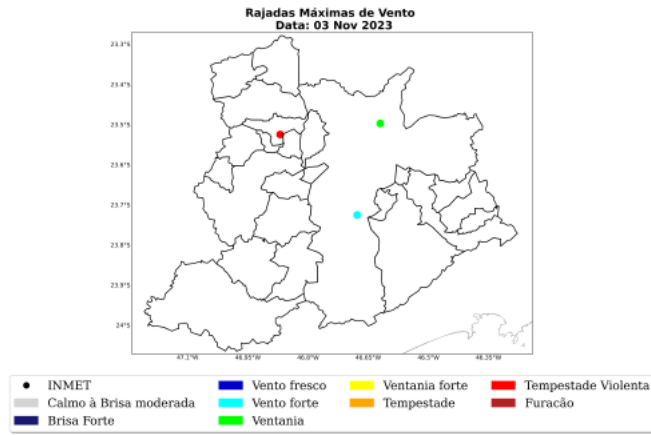 Rajadas Máximas de Vento
Data: 03 Nov 2023
23.3°S
23.4°S
23.5°S
23.6°S
23.7°S
23.8°S
23.9°S
24°S
47.1°W
46.95°W
46.8°W
46.65°W
46.5°W
46.35°W
INMET
Vento fresco
Ventania forte
Tempestade Violenta
Calmo à Brisa moderada
Vento forte
Tempestade
Furacão
Brisa Forte
Ventania